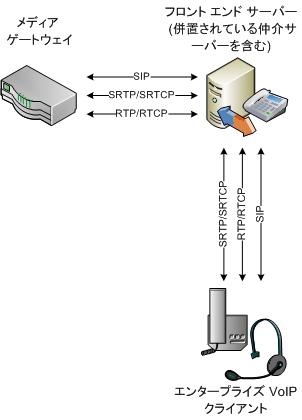 メディア
ゲートウェイ
フロント エンド サーバー
(併置されている仲介サ
ーバーを含む)
SIP
SRTP/SRTCP
RTP/RTCP
SRTP/SRTCP
RTP/RTCP
SIP
エンタープライズ VoIP
クライアント